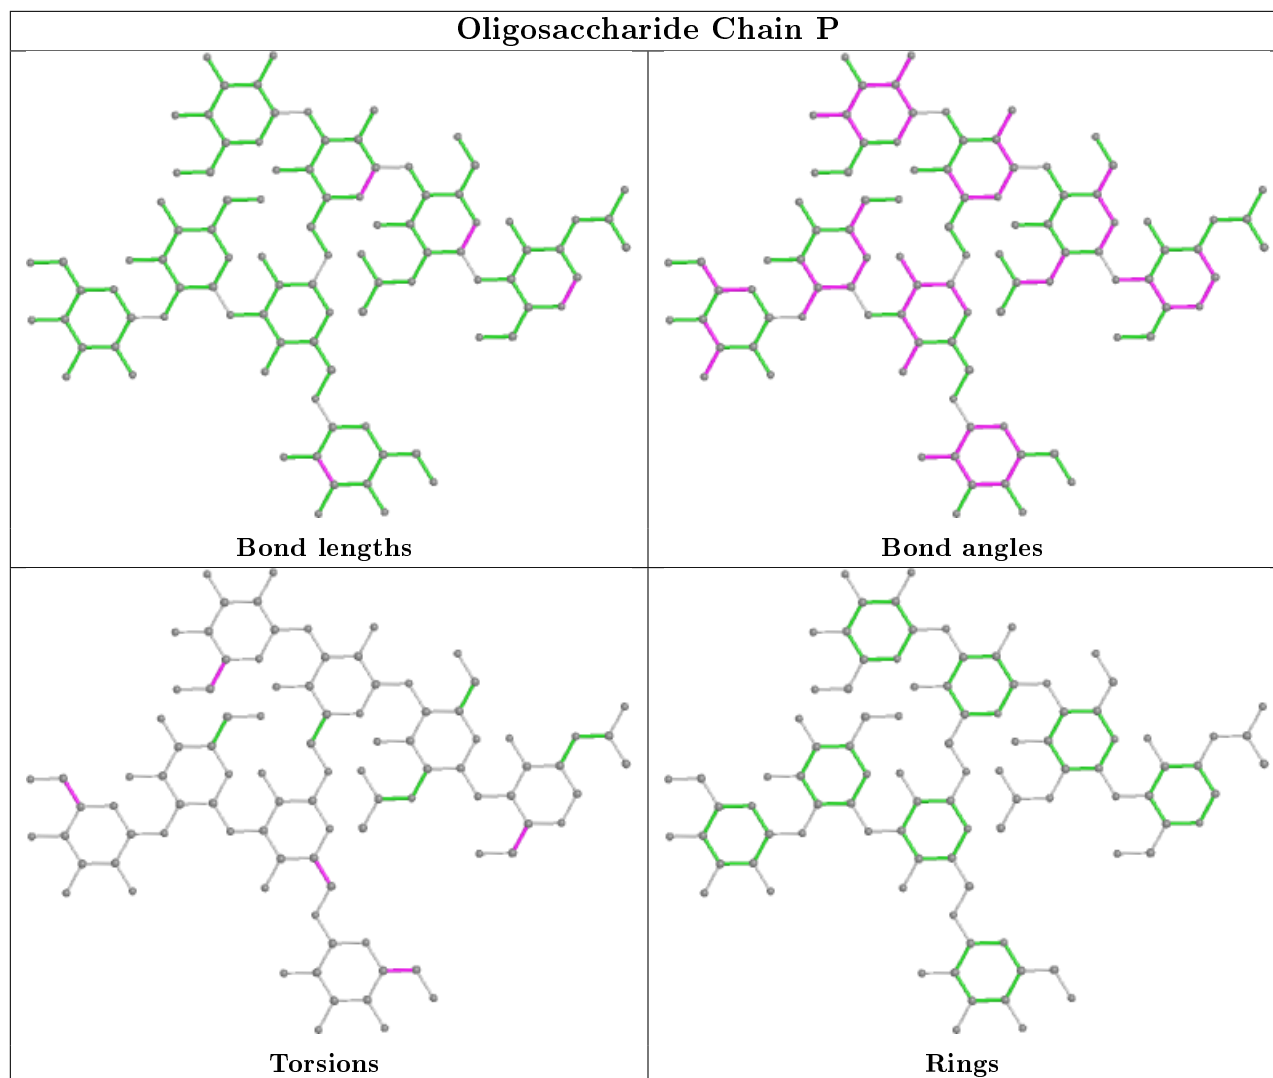 Oligosaccharide Chain P
Bond lengths
Bond angles
Torsions
Rings